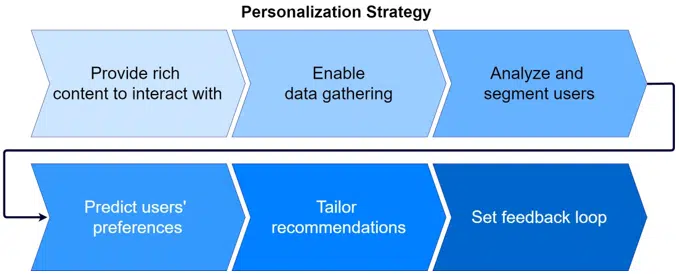 Personalization Strategy
Provide rich
content to interact with
Enable
data gathering
Analyze and
segment users
Predict users'
preferences
Tailor
recommendations
Set feedback loop